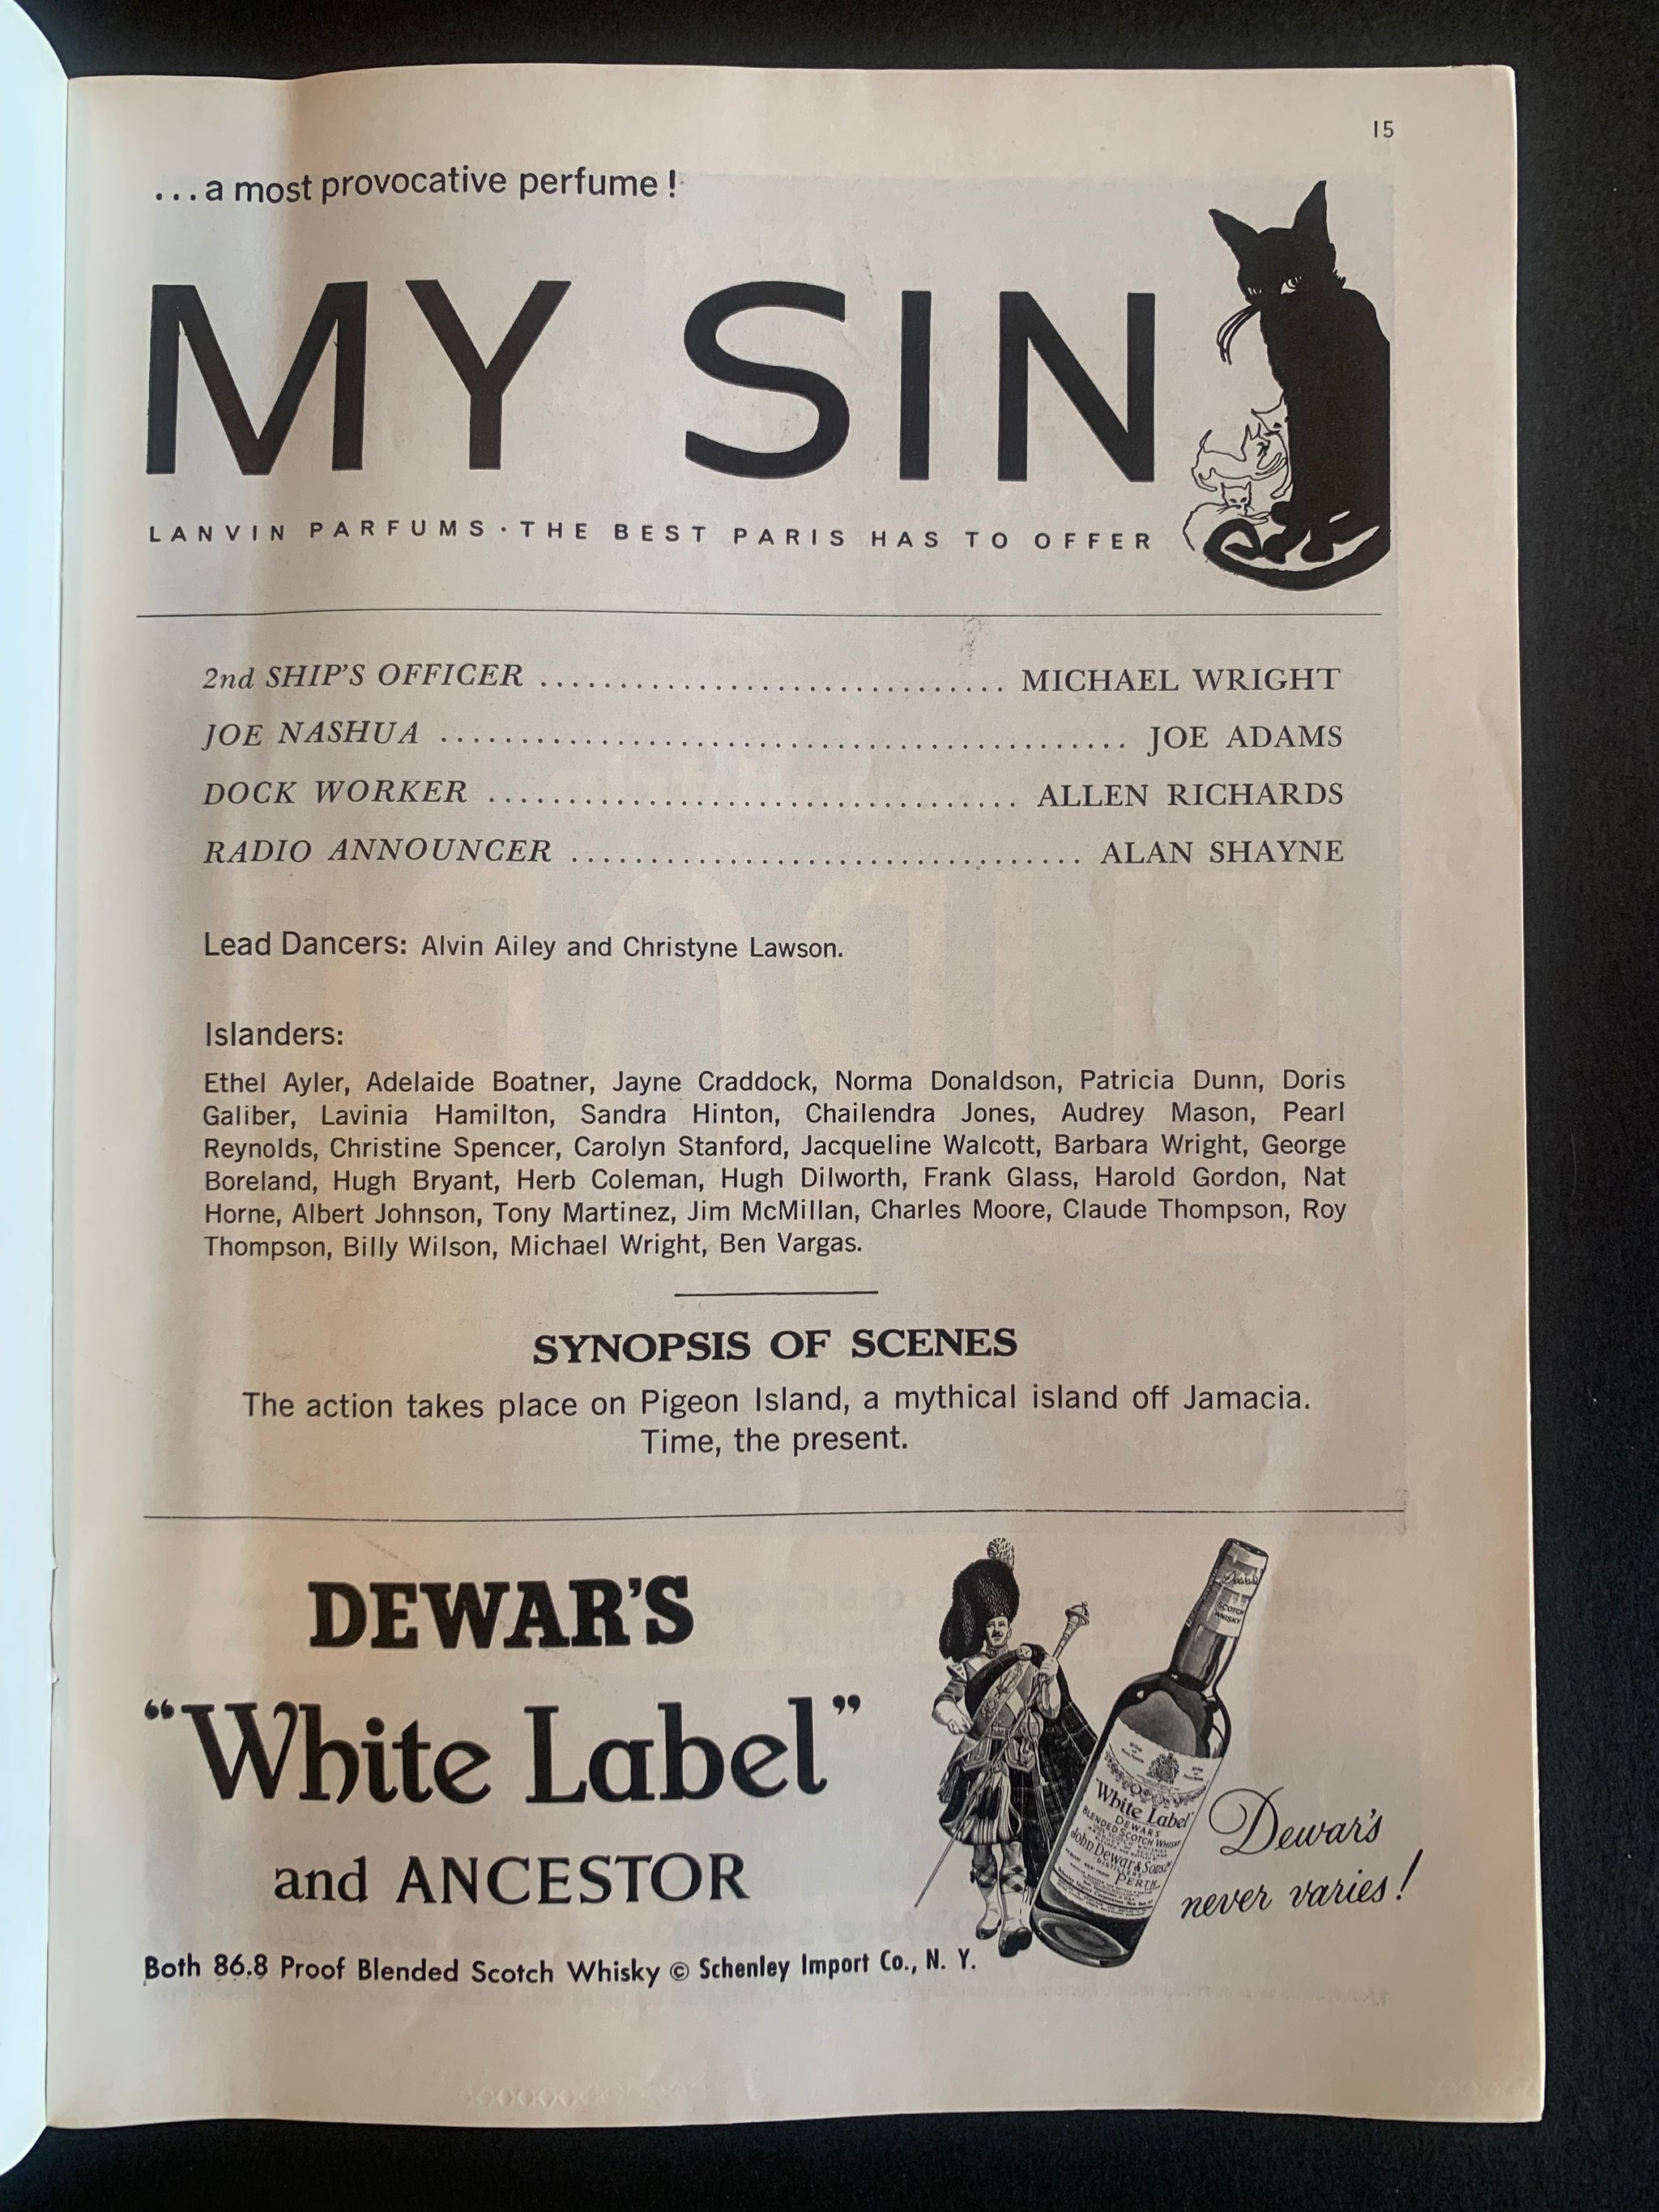 15
...a most provocative perfume!
MY SIN
LANVIN PARFUMS · THE BEST PARIS HAS TO OFFER
2nd SHIP'S OFFICER ................................ MICHAEL WRIGHT
JOE NASHUA ............................................... JOE ADAMS
DOCK WORKER .................................... ALLEN RICHARDS
RADIO ANNOUNCER ................................... ALAN SHAYNE
Lead Dancers: Alvin Ailey and Christyne Lawson.
Islanders:
Ethel Ayler, Adelaide Boatner, Jayne Craddock, Norma Donaldson, Patricia Dunn, Doris
Galiber, Lavinia Hamilton, Sandra Hinton, Chailendra Jones, Audrey Mason, Pearl
Reynolds, Christine Spencer, Carolyn Stanford, Jacqueline Walcott, Barbara Wright, George
Boreland, Hugh Bryant, Herb Coleman, Hugh Dilworth, Frank Glass, Harold Gordon, Nat
Horne, Albert Johnson, Tony Martinez, Jim McMillan, Charles Moore, Claude Thompson, Roy
Thompson, Billy Wilson, Michael Wright, Ben Vargas.
SYNOPSIS OF SCENES
The action takes place on Pigeon Island, a mythical island off Jamacia.
Time, the present.
DEWAR'S
"White Label"
and ANCESTOR
Both 86.8 Proof Blended Scotch Whisky © Schenley Import Co., N. Y.
Dewar's
SCOTCH
WHISKY
White Label
DEWAR'S
BLENDED SCOTCH WHISKY
John Dewar & Sons
DISTILLERS
PERTH
Dewar's
never varies!